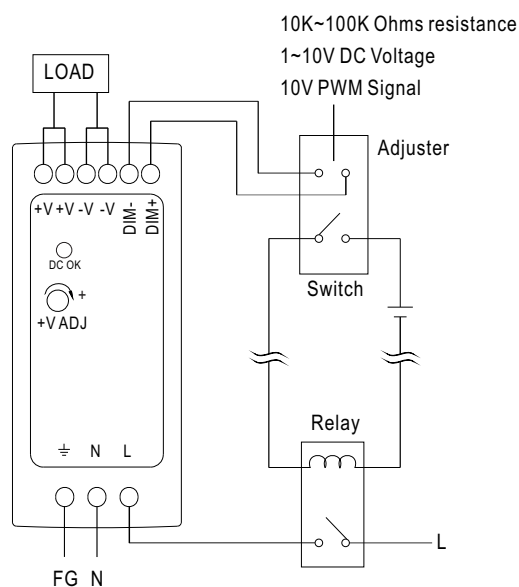 10K~100K Ohms resistance
1~10V DC Voltage
10V PWM Signal
LOAD
Adjuster
+V +V -V -V DIM- DIM+
DC OK
+
+V ADJ
Switch
Relay
N L
L
FG N